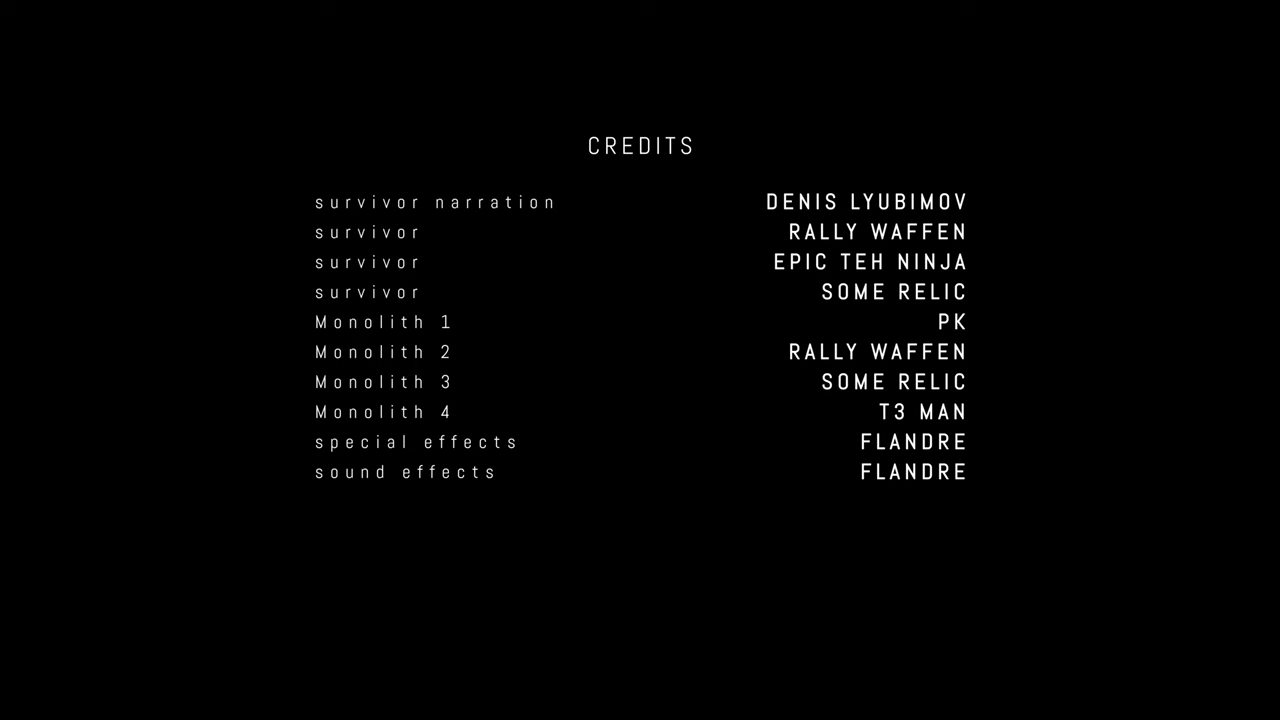 CREDITS
survivor narration DENIS LYUBIMOV
survivor RALLY WAFFEN
survivor EPIC TEH NINJA
survivor SOME RELIC
Monolith 1 PK
Monolith 2 RALLY WAFFEN
Monolith 3 SOME RELIC
Monolith 4 T3 MAN
special effects FLANDRE
sound effects FLANDRE